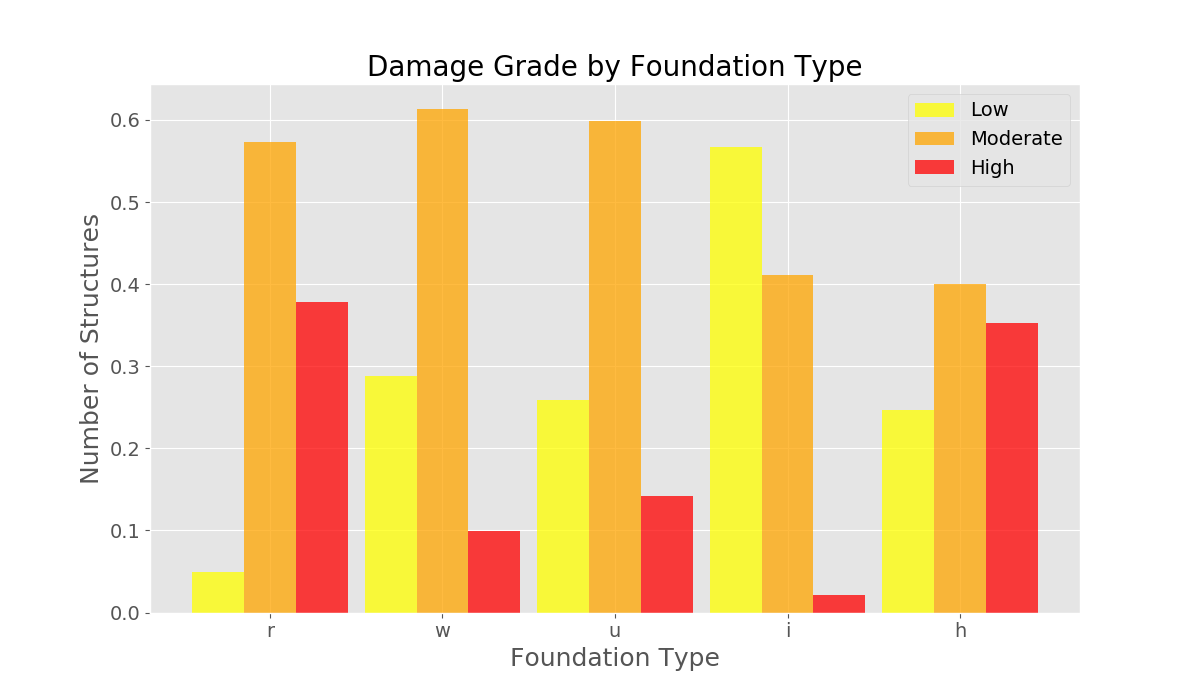 Damage Grade by Foundation Type
Low
Moderate
High
Number of Structures
0.6
0.5
0.4
0.3
0.2
0.1
0.0
r w u i h
Foundation Type